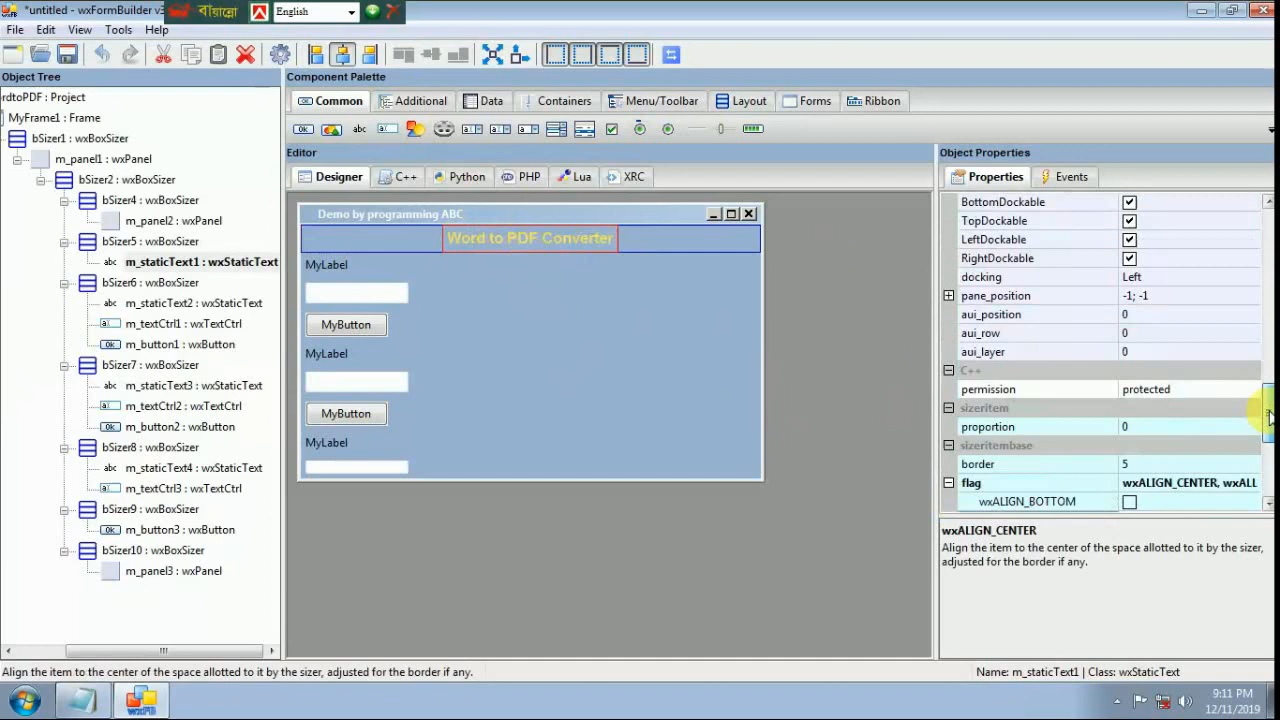 *untitled - wxFormBuilder v3
বায়ান্নো
English
File Edit View Tools Help
Object Tree
rdtoPDF : Project
MyFrame1 : Frame
bSizer1 : wxBoxSizer
m_panel1 : wxPanel
bSizer2 : wxBoxSizer
bSizer4 : wxBoxSizer
m_panel2 : wxPanel
bSizer5 : wxBoxSizer
abc m_staticText1 : wxStaticText
bSizer6 : wxBoxSizer
abc m_staticText2 : wxStaticText
m_textCtrl1 : wxTextCtrl
Ok m_button1 : wxButton
bSizer7 : wxBoxSizer
abc m_staticText3 : wxStaticText
m_textCtrl2 : wxTextCtrl
Ok m_button2 : wxButton
bSizer8 : wxBoxSizer
abc m_staticText4 : wxStaticText
m_textCtrl3 : wxTextCtrl
bSizer9 : wxBoxSizer
Ok m_button3 : wxButton
bSizer10 : wxBoxSizer
m_panel3 : wxPanel
Component Palette
Common Additional Data Containers Menu/Toolbar Layout Forms Ribbon
Ok abc
Editor
Designer C++ Python PHP Lua XRC
Demo by programming ABC
Word to PDF Converter
MyLabel
MyButton
MyLabel
MyButton
MyLabel
Object Properties
Properties Events
BottomDockable
TopDockable
LeftDockable
RightDockable
docking Left
pane_position -1; -1
aui_position 0
aui_row 0
aui_layer 0
C++
permission protected
sizeritem
proportion 0
sizeritembase
border 5
flag wxALIGN_CENTER, wxALL
wxALIGN_BOTTOM
wxALIGN_CENTER
Align the item to the center of the space allotted to it by the sizer,
adjusted for the border if any.
Align the item to the center of the space allotted to it by the sizer, adjusted for the border if any.
Name: m_staticText1 | Class: wxStaticText
9:11 PM
12/11/2019